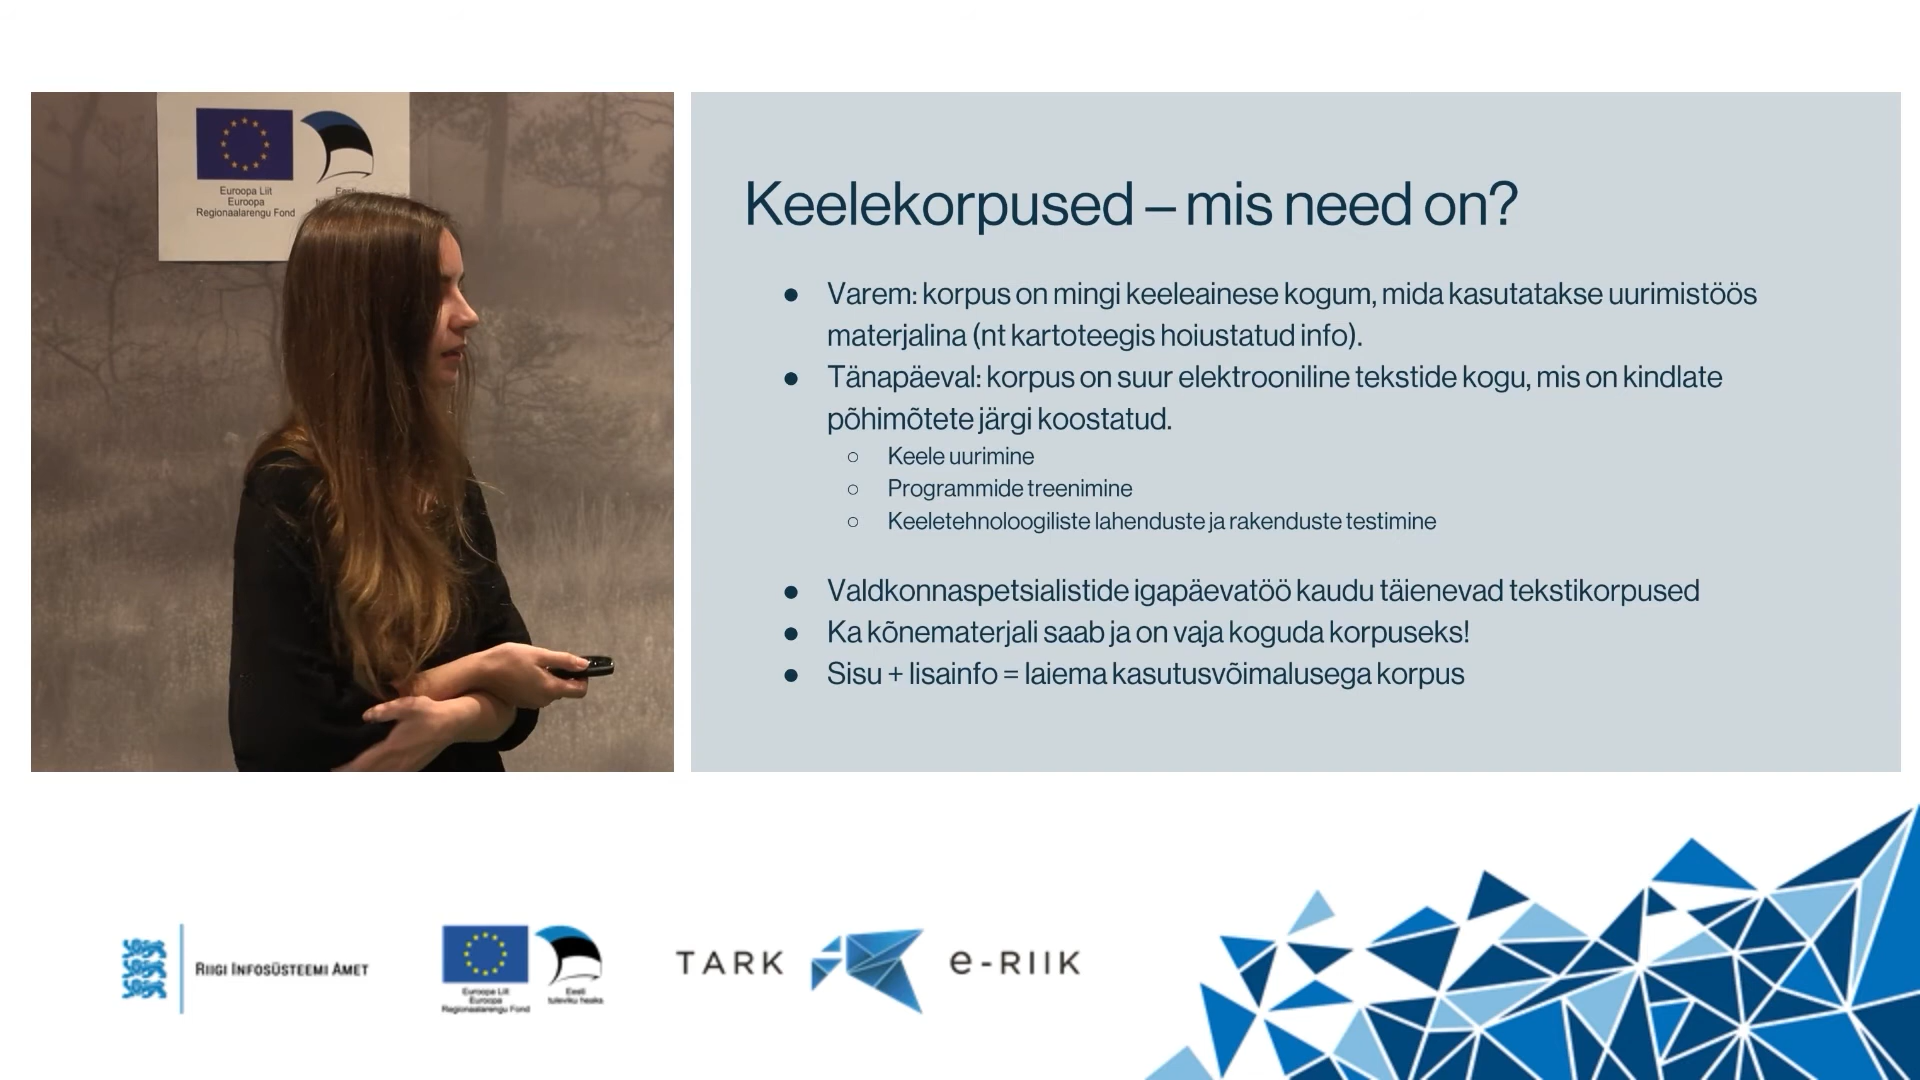 Euroopa Liit
Euroopa
Regionaalarengu Fond
Eesti
Keelekorpused – mis need on?
● Varem: korpus on mingi keeleainese kogum, mida kasutatakse uurimistöös
materjalina (nt kartoteegis hoiustatud info).
● Tänapäeval: korpus on suur elektrooniline tekstide kogu, mis on kindlate
põhimõtete järgi koostatud.
○ Keele uurimine
○ Programmide treenimine
○ Keeletehnoloogiliste lahenduste ja rakenduste testimine
● Valdkonnaspetsialistide igapäevatöö kaudu täienevad tekstikorpused
● Ka kõnematerjali saab ja on vaja koguda korpuseks!
● Sisu + lisainfo = laiema kasutusvõimalusega korpus
RIIGI INFOSÜSTEEMI AMET
Euroopa Liit
Euroopa
Regionaalarengu Fond
Eesti
tuleviku heaks
TARK e-RIIK